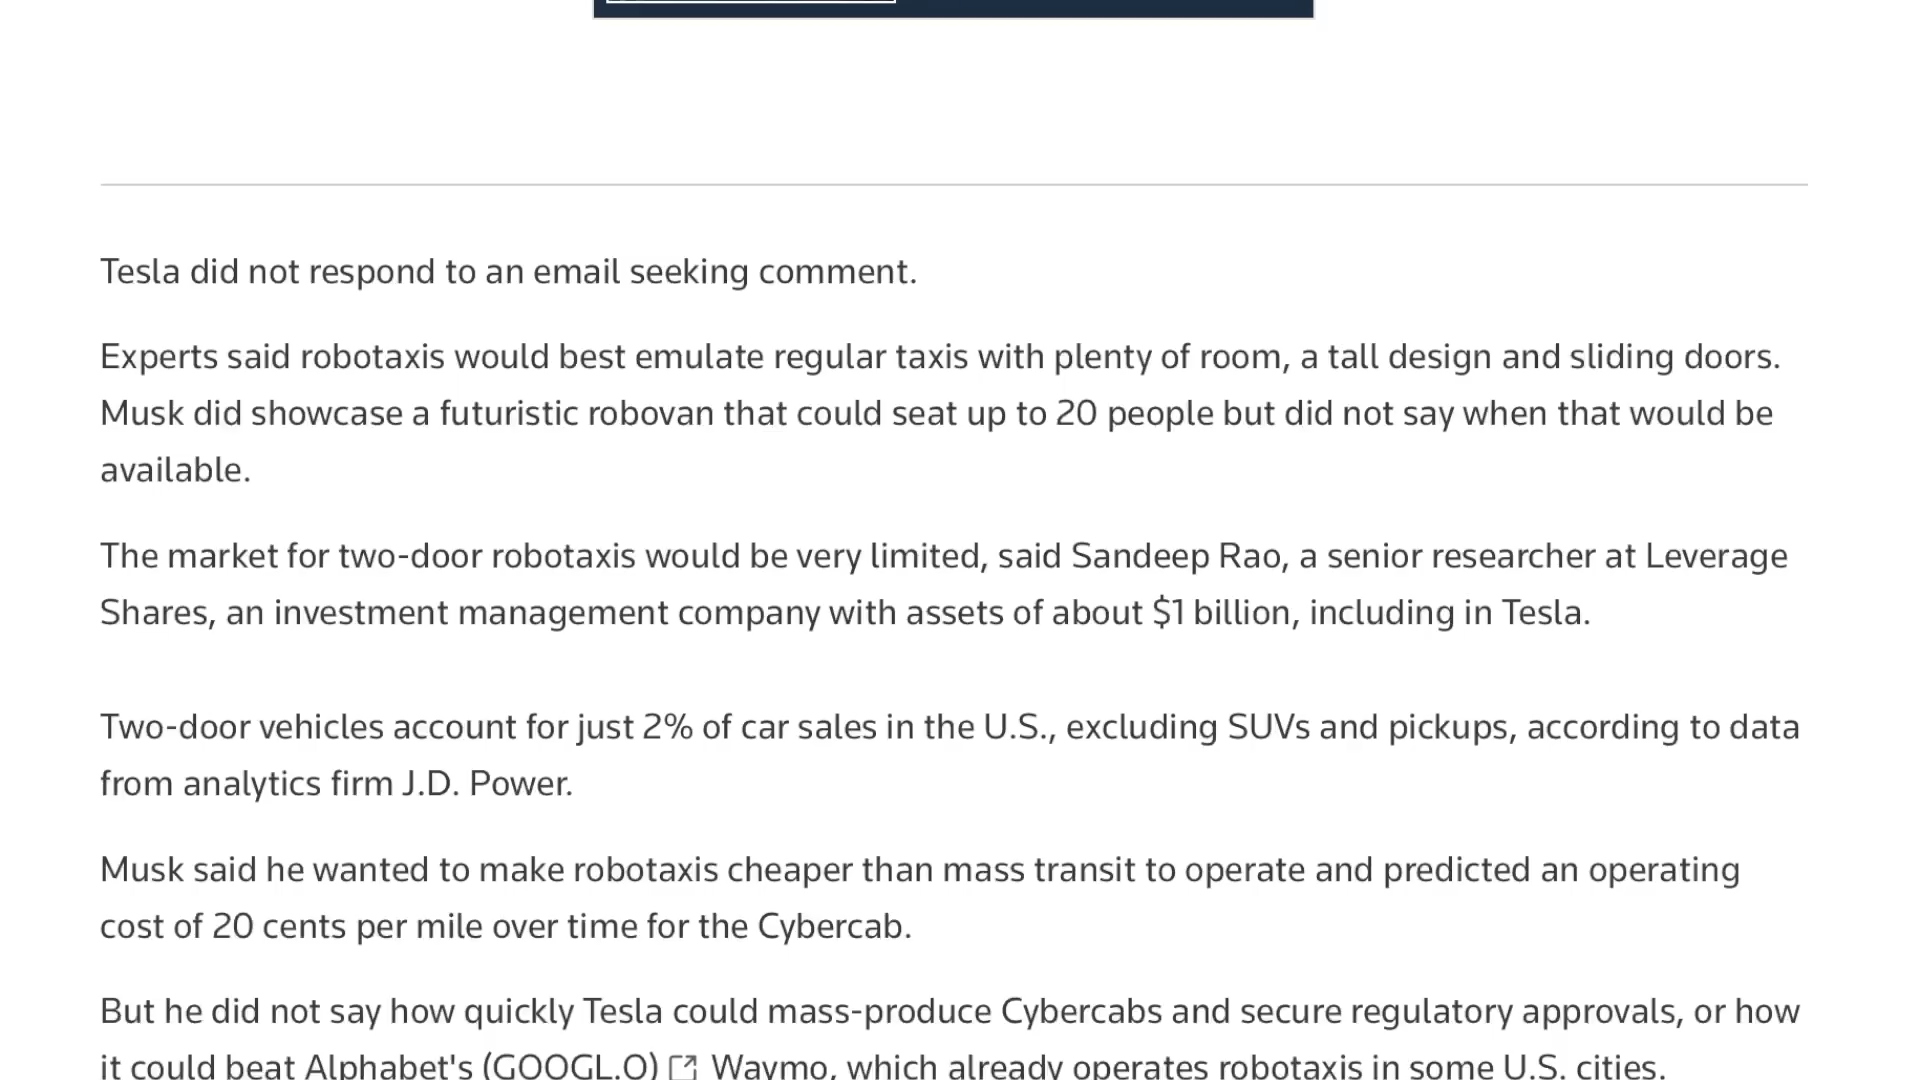 Tesla did not respond to an email seeking comment.
Experts said robotaxis would best emulate regular taxis with plenty of room, a tall design and sliding doors.
Musk did showcase a futuristic robovan that could seat up to 20 people but did not say when that would be
available.
The market for two-door robotaxis would be very limited, said Sandeep Rao, a senior researcher at Leverage
Shares, an investment management company with assets of about $1 billion, including in Tesla.
Two-door vehicles account for just 2% of car sales in the U.S., excluding SUVs and pickups, according to data
from analytics firm J.D. Power.
Musk said he wanted to make robotaxis cheaper than mass transit to operate and predicted an operating
cost of 20 cents per mile over time for the Cybercab.
But he did not say how quickly Tesla could mass-produce Cybercabs and secure regulatory approvals, or how
it could beat Alphabet's (GOOGL.O) Waymo, which already operates robotaxis in some U.S. cities.